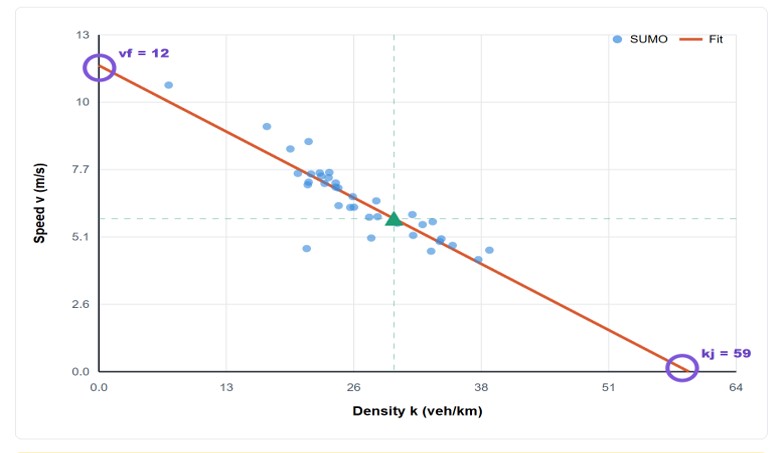 13
vf = 12
SUMO Fit
10
7.7
5.1
2.6
0.0
Speed v (m/s)
kj = 59
0.0 13 26 38 51 64
Density k (veh/km)